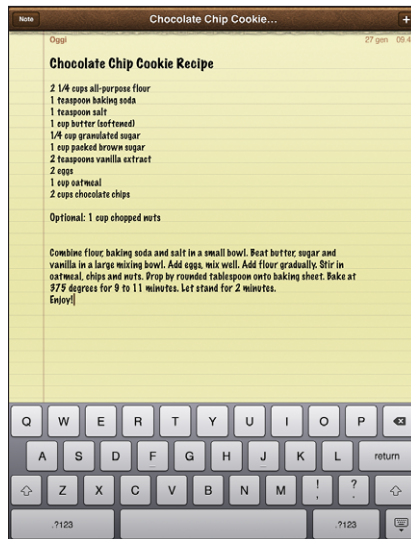 Note
Chocolate Chip Cookie...
+
Oggi
27 gen 09.4
Chocolate Chip Cookie Recipe
2 1/4 cups all-purpose flour
1 teaspoon baking soda
1 teaspoon salt
1 cup butter (softened)
1/4 cup granulated sugar
1 cup packed brown sugar
2 teaspoons vanilla extract
2 eggs
1 cup oatmeal
2 cups chocolate chips
Optional: 1 cup chopped nuts
Combine flour, baking soda and salt in a small bowl. Beat butter, sugar and
vanilla in a large mixing bowl. Add eggs, mix well. Add flour gradually. Stir in
oatmeal, chips and nuts. Drop by rounded tablespoon onto baking sheet. Bake at
375 degrees for 9 to 11 minutes. Let stand for 2 minutes.
Enjoy!
Q W E R T Y U I O P
A S D F G H J K L return
Z X C V B N M ! , ? .
.?123 .?123